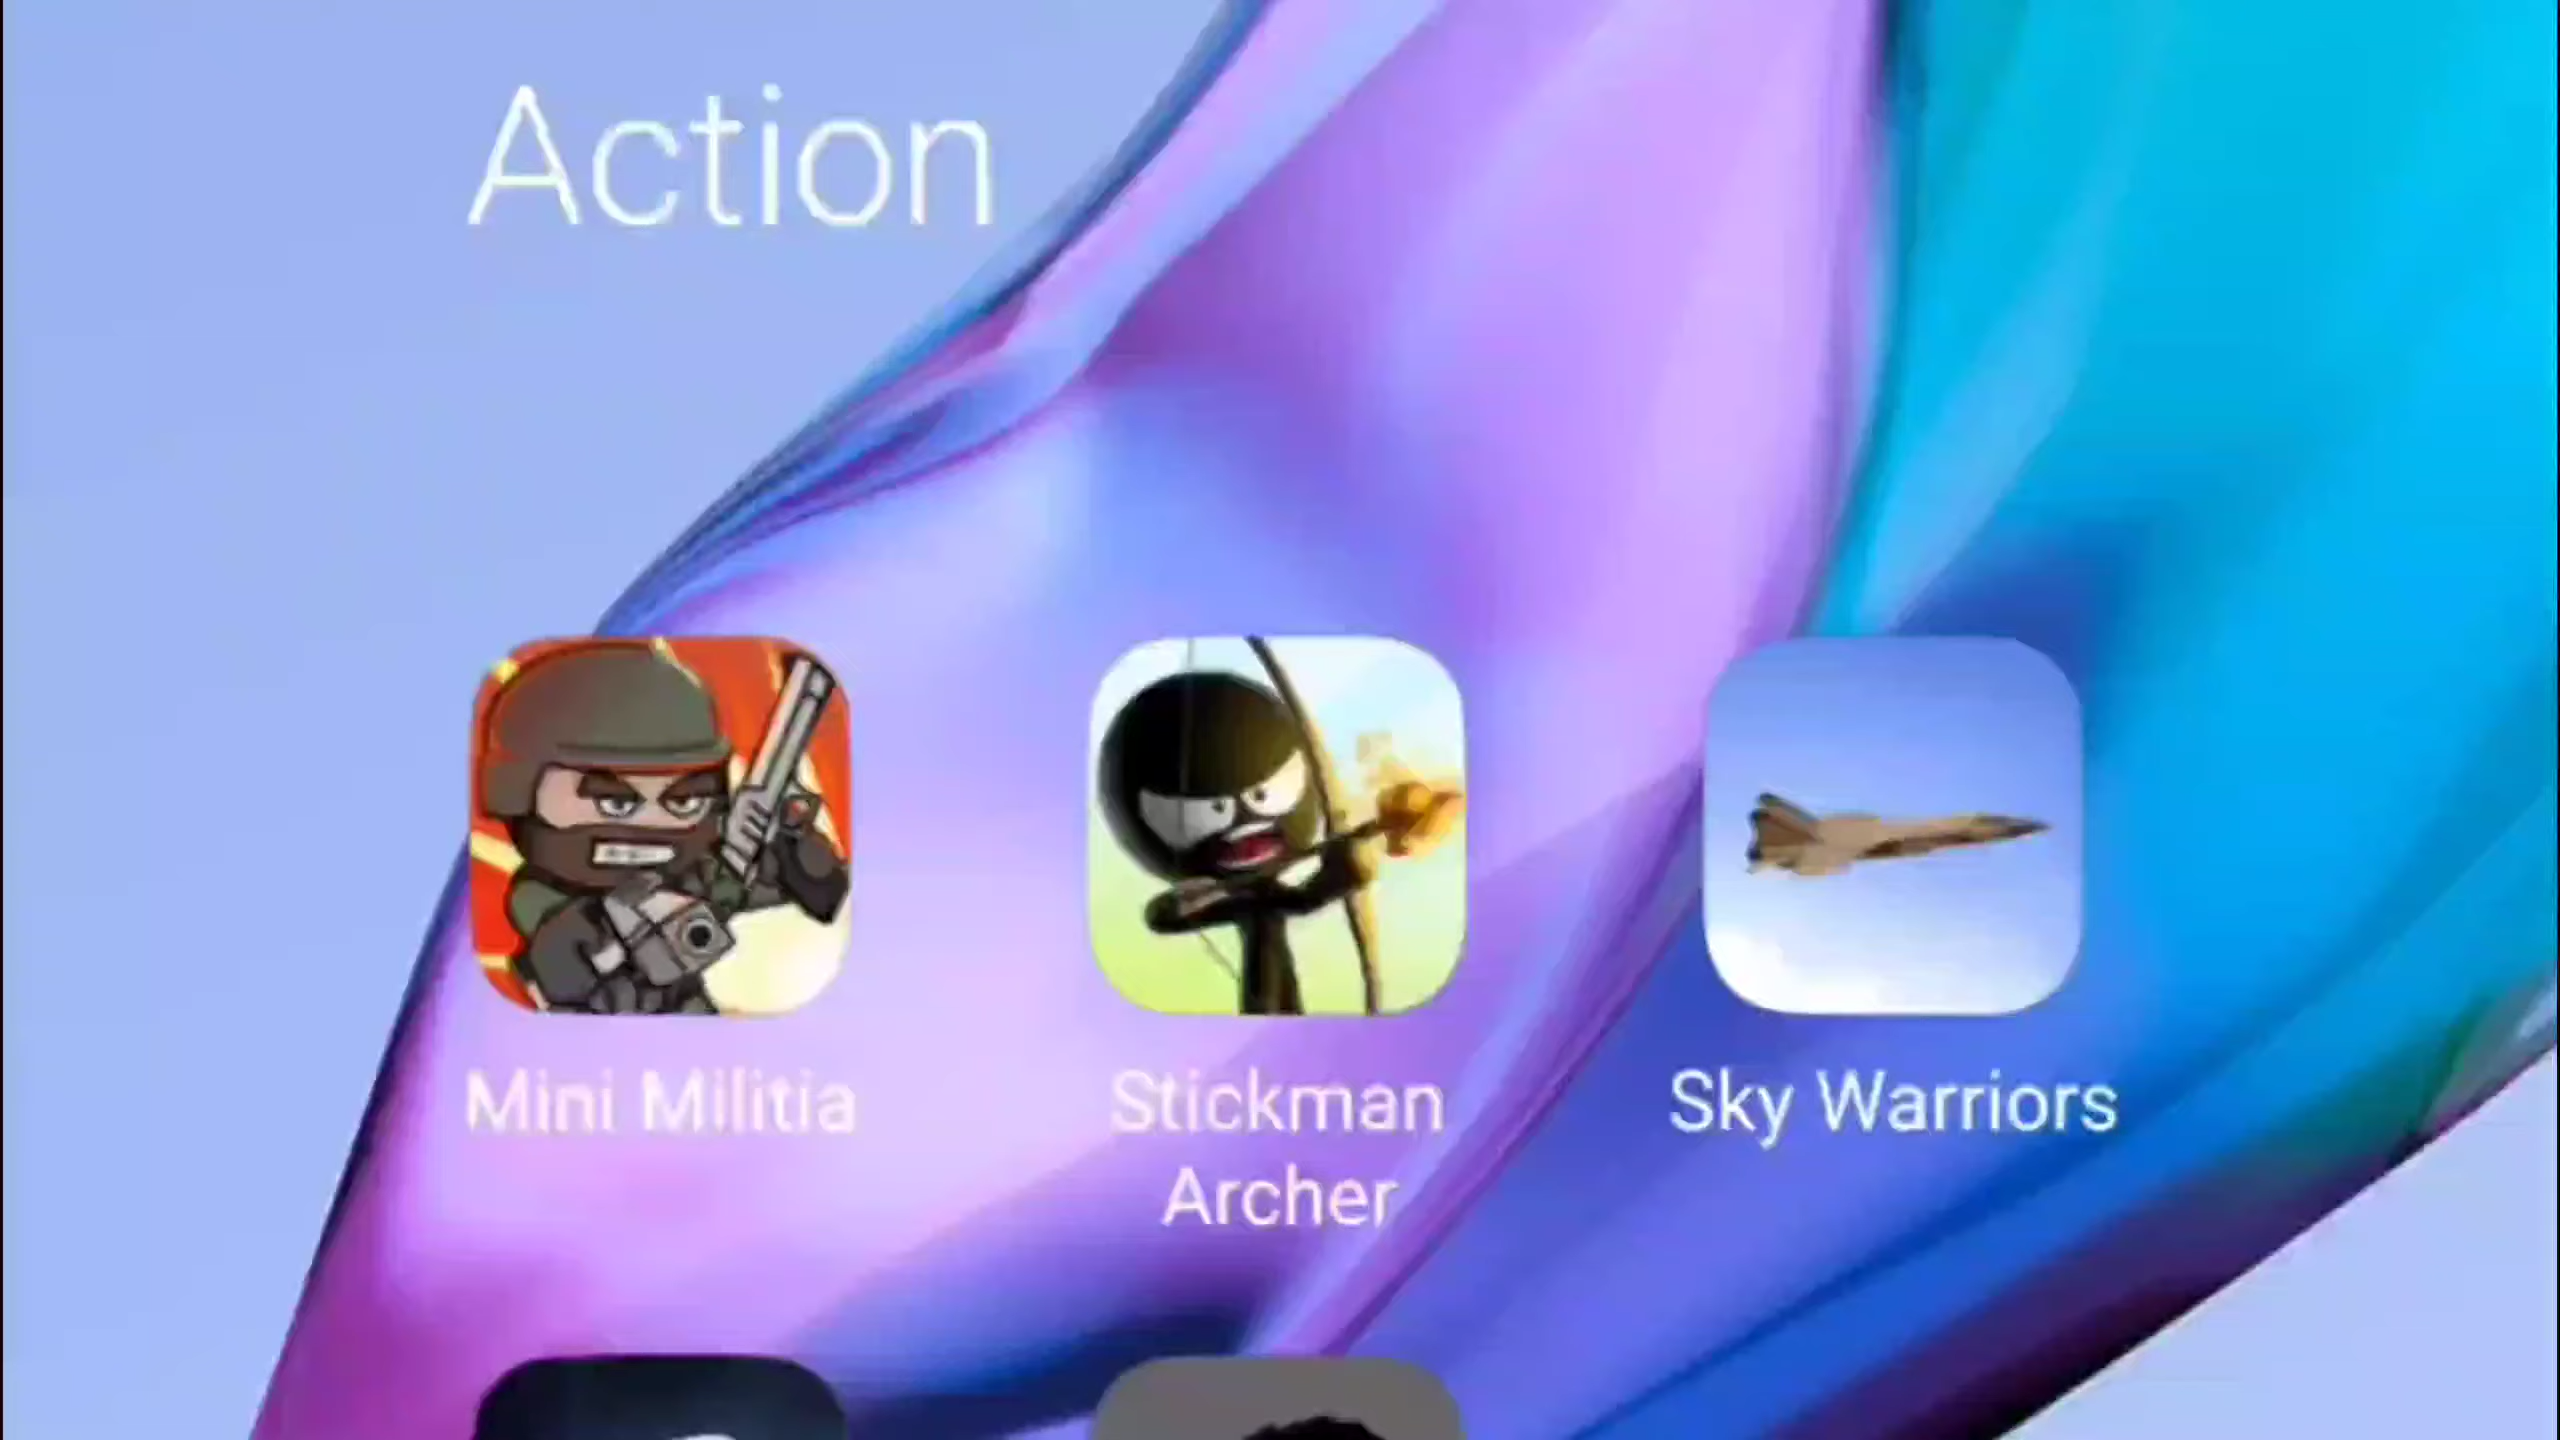 Action
Mini Militia
Stickman
Archer
Sky Warriors